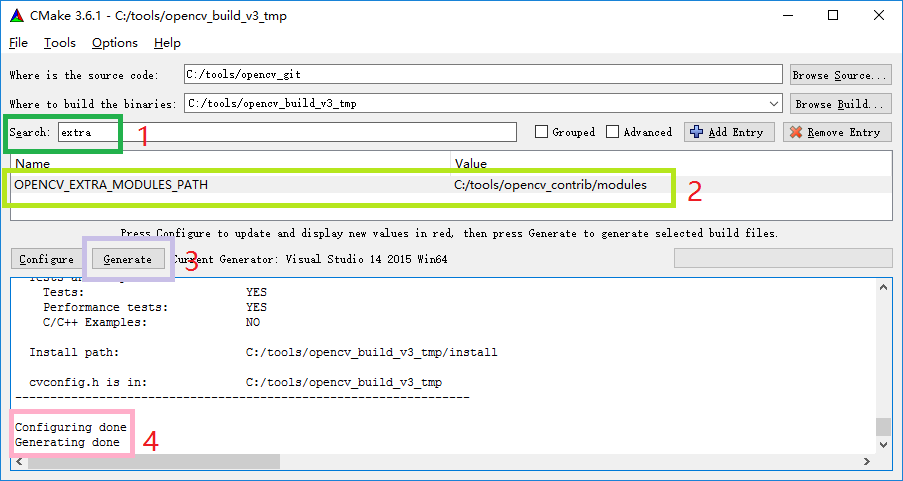 CMake 3.6.1 - C:/tools/opencv_build_v3_tmp
File Tools Options Help
Where is the source code: C:/tools/opencv_git Browse Source...
Where to build the binaries: C:/tools/opencv_build_v3_tmp Browse Build...
Search: extra 1 Grouped Advanced Add Entry Remove Entry
Name Value
OPENCV_EXTRA_MODULES_PATH C:/tools/opencv_contrib/modules 2
Press Configure to update and display new values in red, then press Generate to generate selected build files.
Configure Generate 3 Current Generator: Visual Studio 14 2015 Win64
Tests: YES
Performance tests: YES
C/C++ Examples: NO
Install path: C:/tools/opencv_build_v3_tmp/install
cvconfig.h is in: C:/tools/opencv_build_v3_tmp
-----------------------------------------------------------------
Configuring done
Generating done 4